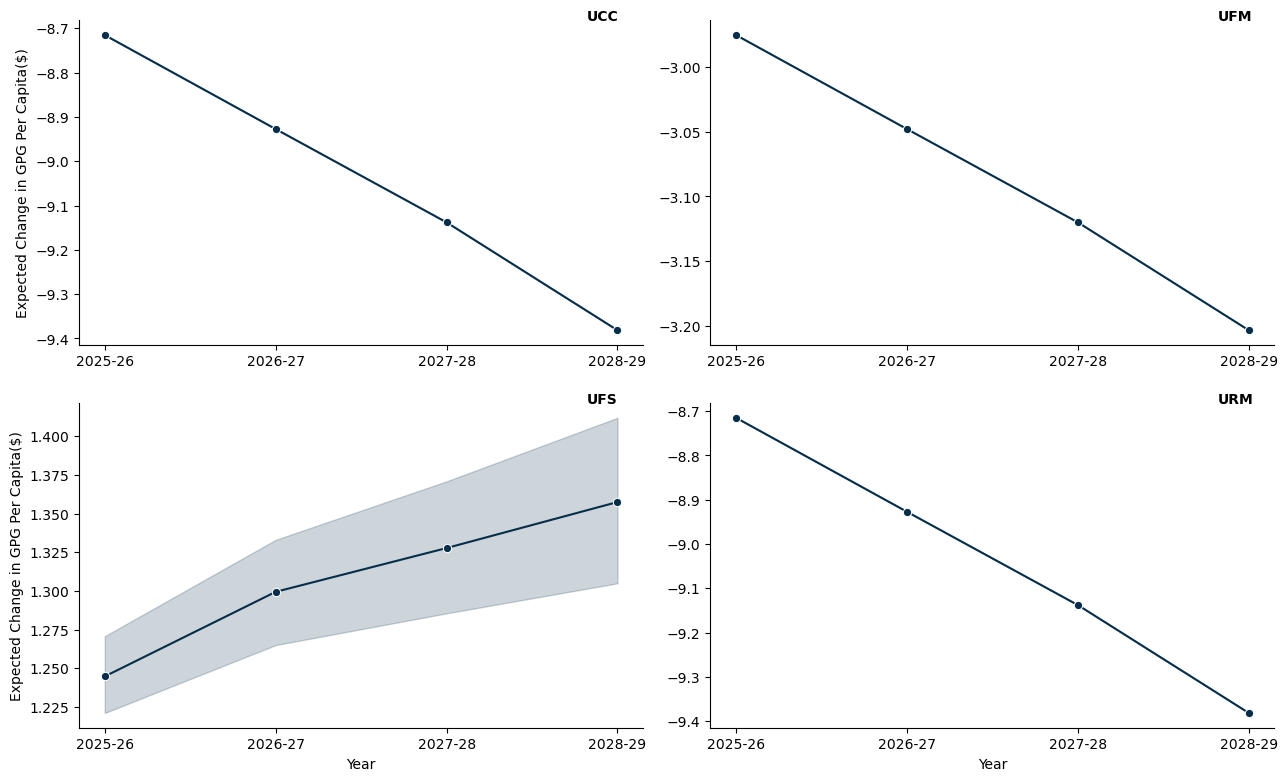 UCC
Expected Change in GPG Per Capita($)
−8.7
−8.8
−8.9
−9.0
−9.1
−9.2
−9.3
−9.4
2025-26 2026-27 2027-28 2028-29
UFM
−3.00
−3.05
−3.10
−3.15
−3.20
2025-26 2026-27 2027-28 2028-29
UFS
Expected Change in GPG Per Capita($)
1.400
1.375
1.350
1.325
1.300
1.275
1.250
1.225
2025-26 2026-27 2027-28 2028-29
Year
URM
−8.7
−8.8
−8.9
−9.0
−9.1
−9.2
−9.3
−9.4
2025-26 2026-27 2027-28 2028-29
Year